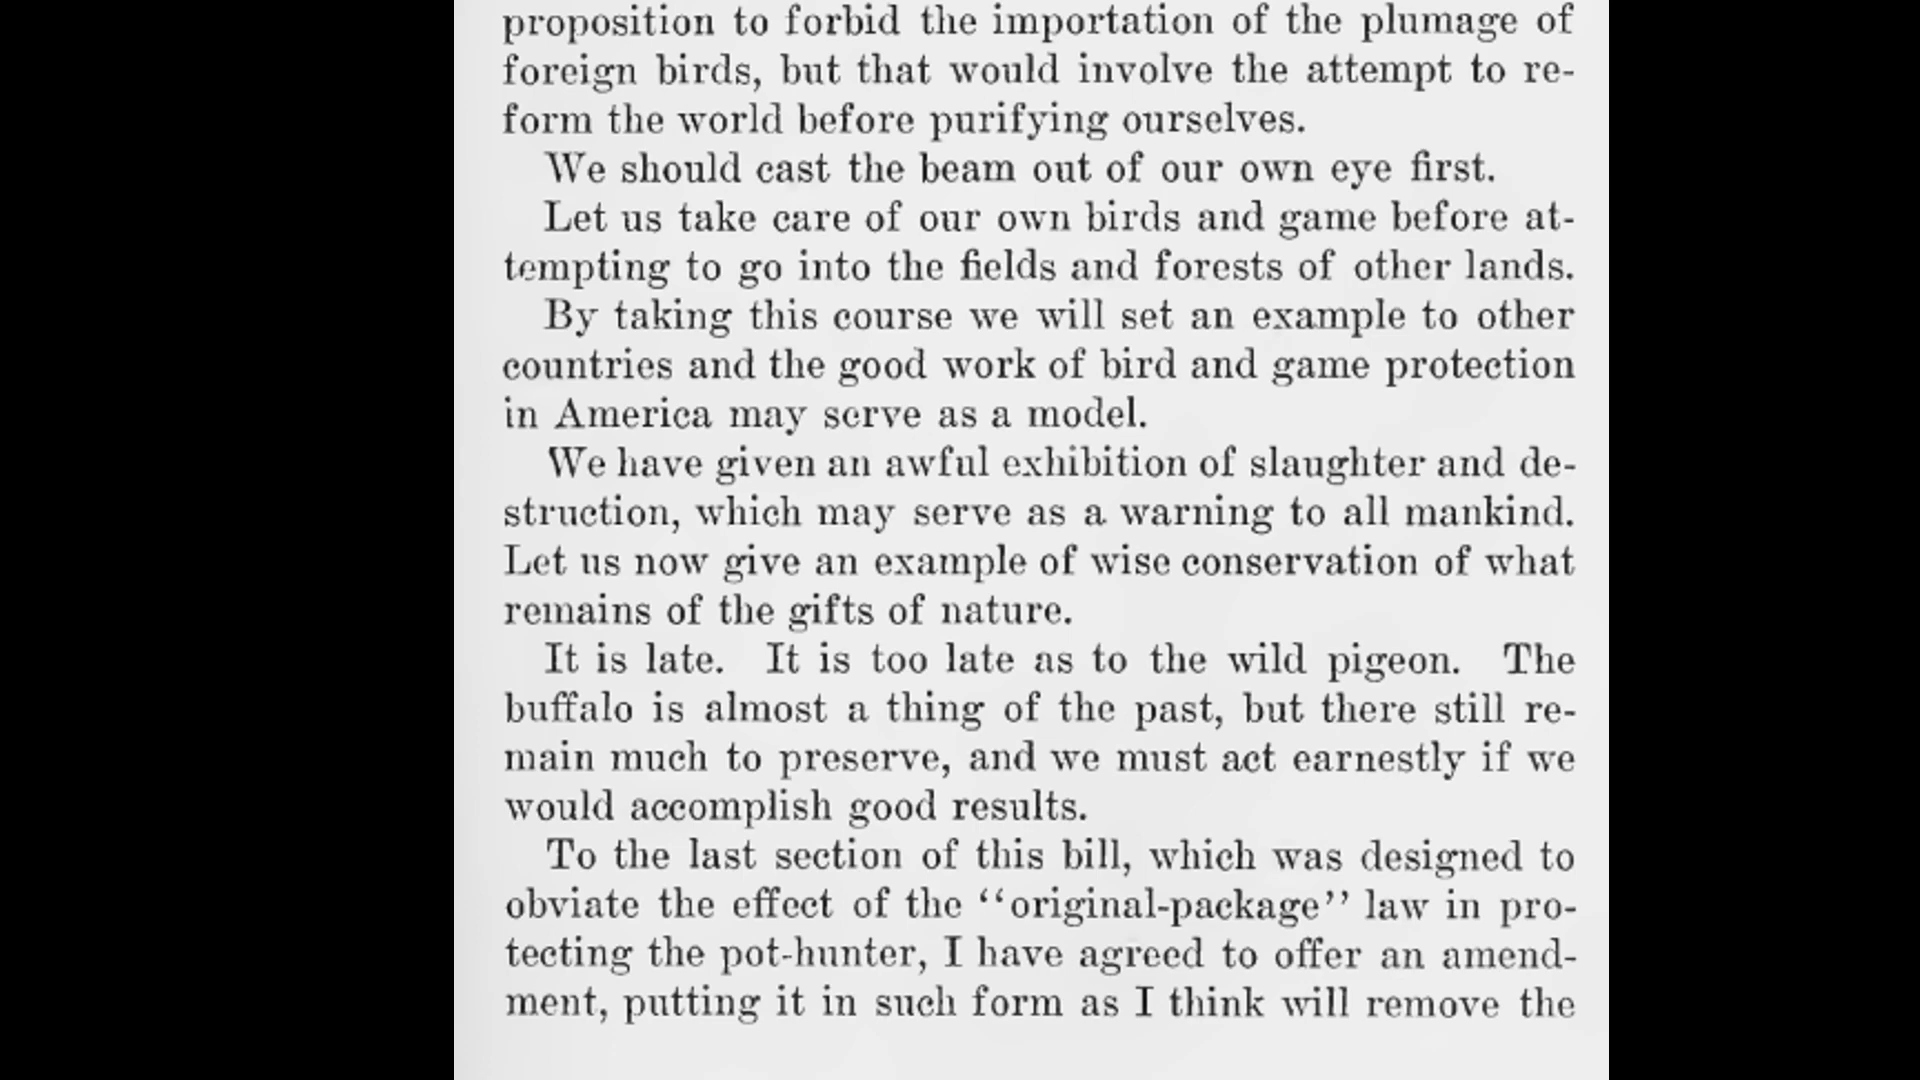 proposition to forbid the importation of the plumage of
foreign birds, but that would involve the attempt to re-
form the world before purifying ourselves.
We should cast the beam out of our own eye first.
Let us take care of our own birds and game before at-
tempting to go into the fields and forests of other lands.
By taking this course we will set an example to other
countries and the good work of bird and game protection
in America may serve as a model.
We have given an awful exhibition of slaughter and de-
struction, which may serve as a warning to all mankind.
Let us now give an example of wise conservation of what
remains of the gifts of nature.
It is late. It is too late as to the wild pigeon. The
buffalo is almost a thing of the past, but there still re-
main much to preserve, and we must act earnestly if we
would accomplish good results.
To the last section of this bill, which was designed to
obviate the effect of the “original-package” law in pro-
tecting the pot-hunter, I have agreed to offer an amend-
ment, putting it in such form as I think will remove the